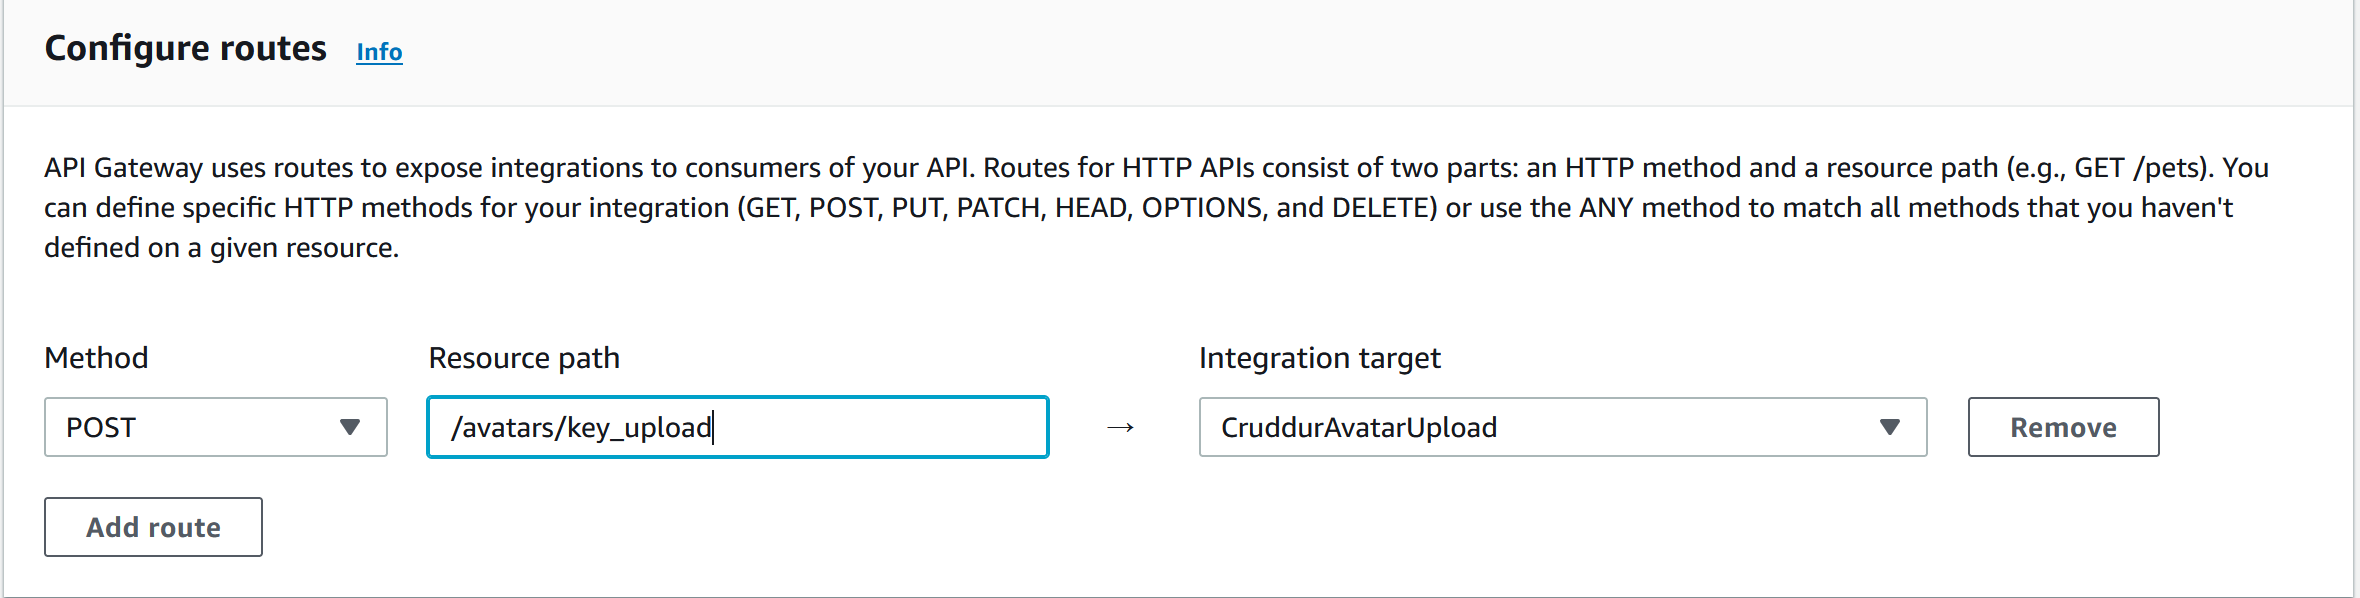 Configure routes Info
API Gateway uses routes to expose integrations to consumers of your API. Routes for HTTP APIs consist of two parts: an HTTP method and a resource path (e.g., GET /pets). You
can define specific HTTP methods for your integration (GET, POST, PUT, PATCH, HEAD, OPTIONS, and DELETE) or use the ANY method to match all methods that you haven't
defined on a given resource.
Method Resource path Integration target
POST /avatars/key_upload → CruddurAvatarUpload Remove
Add route